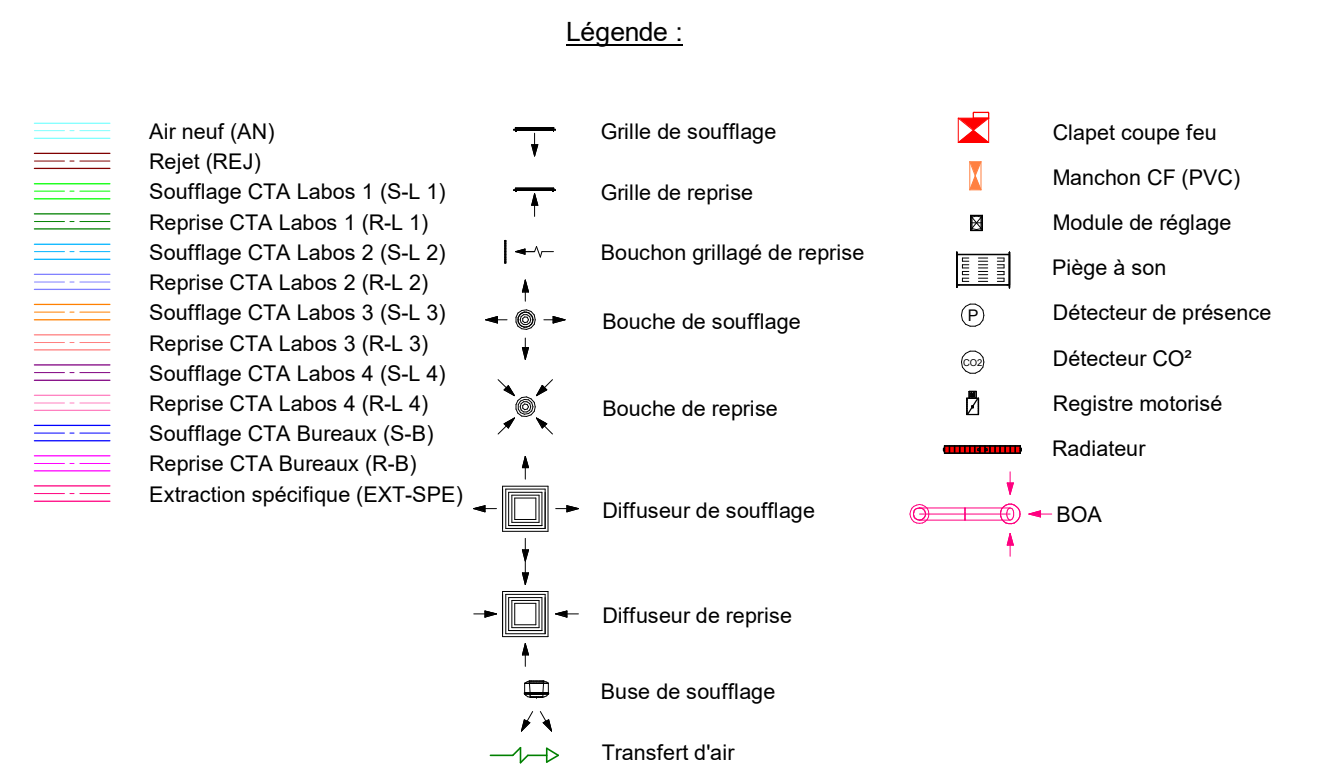 Légende :
Air neuf (AN)
Rejet (REJ)
Soufflage CTA Labos 1 (S-L 1)
Reprise CTA Labos 1 (R-L 1)
Soufflage CTA Labos 2 (S-L 2)
Reprise CTA Labos 2 (R-L 2)
Soufflage CTA Labos 3 (S-L 3)
Reprise CTA Labos 3 (R-L 3)
Soufflage CTA Labos 4 (S-L 4)
Reprise CTA Labos 4 (R-L 4)
Soufflage CTA Bureaux (S-B)
Reprise CTA Bureaux (R-B)
Extraction spécifique (EXT-SPE)
Grille de soufflage
Grille de reprise
Bouchon grillagé de reprise
Bouche de soufflage
Bouche de reprise
Diffuseur de soufflage
Diffuseur de reprise
Buse de soufflage
Transfert d'air
Clapet coupe feu
Manchon CF (PVC)
Module de réglage
Piège à son
P Détecteur de présence
CO2 Détecteur CO²
Registre motorisé
Radiateur
BOA